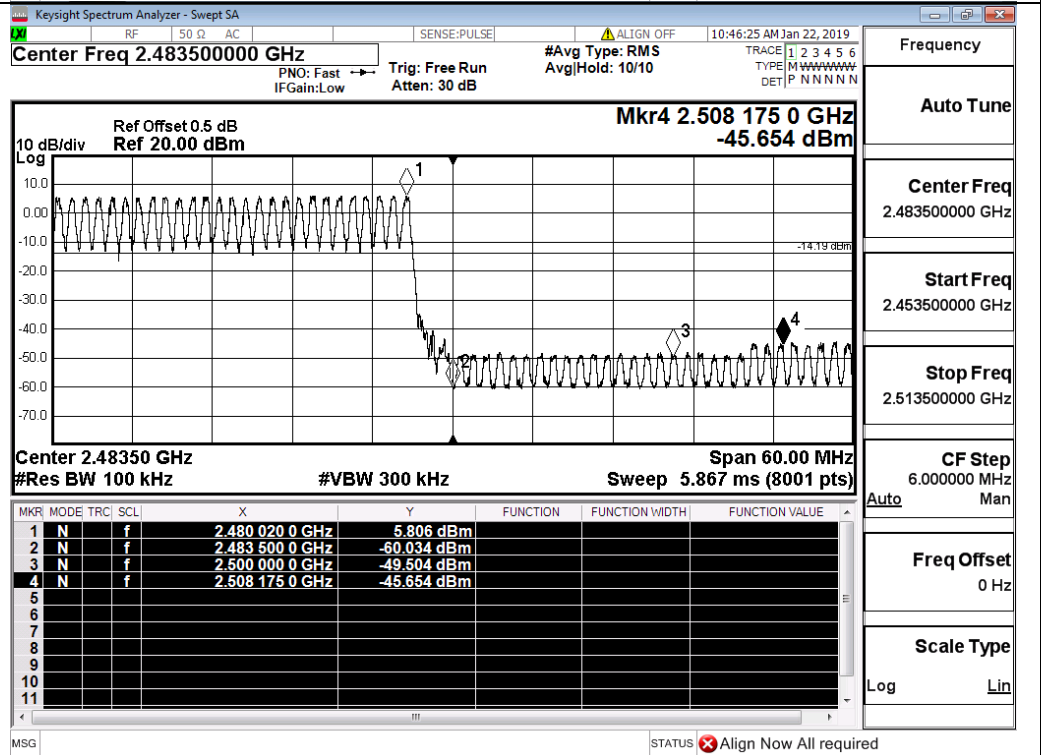 Keysight Spectrum Analyzer - Swept SA
LXI RF 50 Ω AC SENSE:PULSE ALIGN OFF 10:46:25 AM Jan 22, 2019
Center Freq 2.483500000 GHz
PNO: Fast
IFGain:Low
Trig: Free Run
Atten: 30 dB
#Avg Type: RMS
Avg|Hold: 10/10
TRACE 1 2 3 4 5 6
TYPE M WWWWW
DET P N N N N N
Ref Offset 0.5 dB
10 dB/div Ref 20.00 dBm
Log
Mkr4 2.508 175 0 GHz
-45.654 dBm
10.0
0.00
-10.0
-20.0
-30.0
-40.0
-50.0
-60.0
-70.0
1
2
3
4
-14.19 dBm
Center 2.48350 GHz Span 60.00 MHz
#Res BW 100 kHz #VBW 300 kHz Sweep 5.867 ms (8001 pts)
MKR MODE TRC SCL X Y FUNCTION FUNCTION WIDTH FUNCTION VALUE
1 N f 2.480 020 0 GHz 5.806 dBm
2 N f 2.483 500 0 GHz -60.034 dBm
3 N f 2.500 000 0 GHz -49.504 dBm
4 N f 2.508 175 0 GHz -45.654 dBm
5
6
7
8
9
10
11
MSG STATUS Align Now All required
Frequency
Auto Tune
Center Freq
2.483500000 GHz
Start Freq
2.453500000 GHz
Stop Freq
2.513500000 GHz
CF Step
6.000000 MHz
Auto Man
Freq Offset
0 Hz
Scale Type
Log Lin